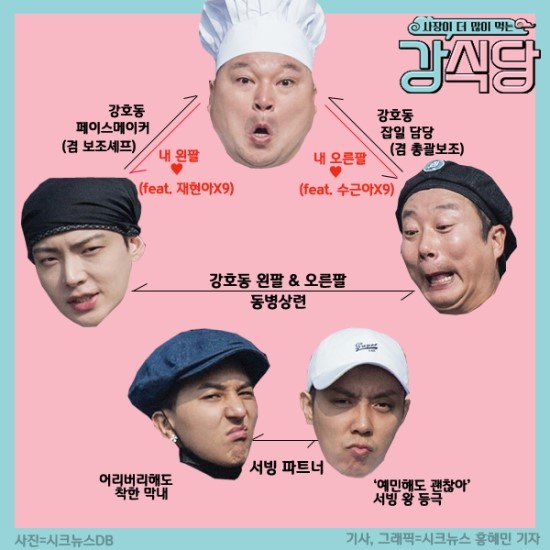 사장이 더 많이 먹는
강식당
강호동
페이스메이커
(겸 보조셰프)
강호동
잡일 담당
(겸 총괄보조)
내 왼팔
♥
(feat. 재현아X9)
내 오른팔
♥
(feat. 수근아X9)
강호동 왼팔 & 오른팔
동병상련
서빙 파트너
어리버리해도
착한 막내
'예민해도 괜찮아'
서빙 왕 등극
사진=시크뉴스DB
기사, 그래픽=시크뉴스 홍혜민 기자